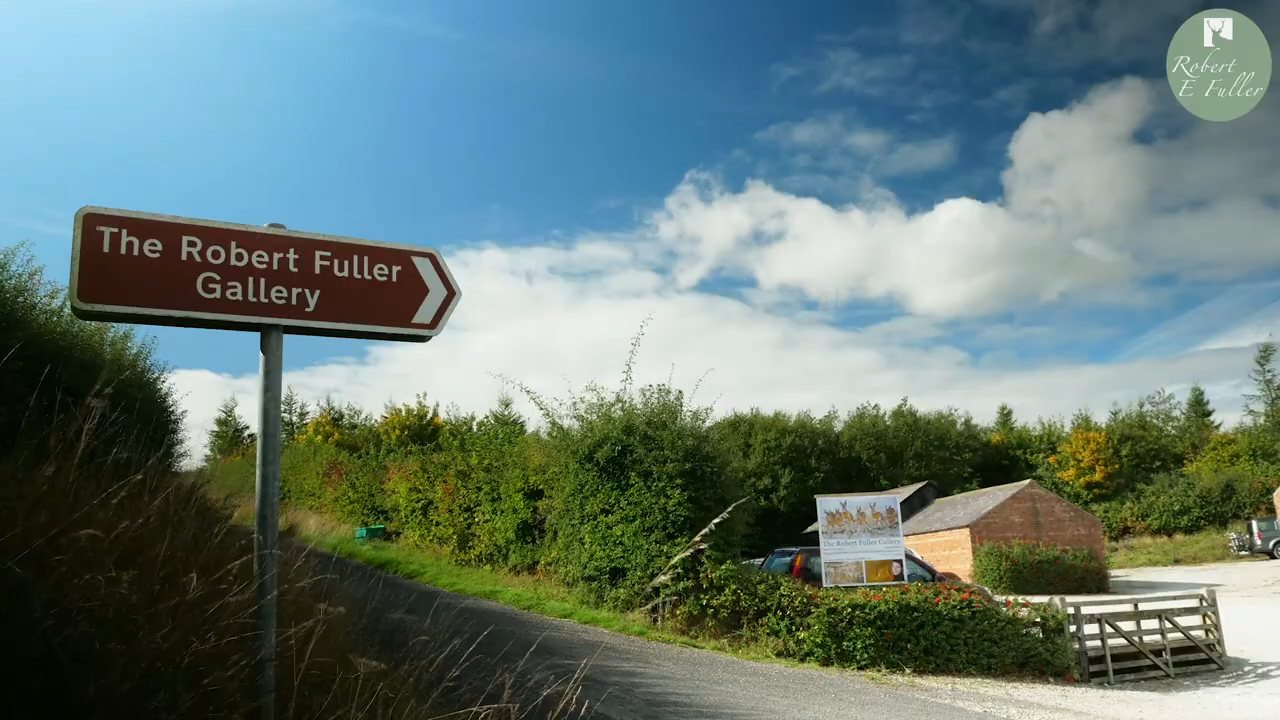 Robert
E Fuller
The Robert Fuller
Gallery
The Robert Fuller Gallery